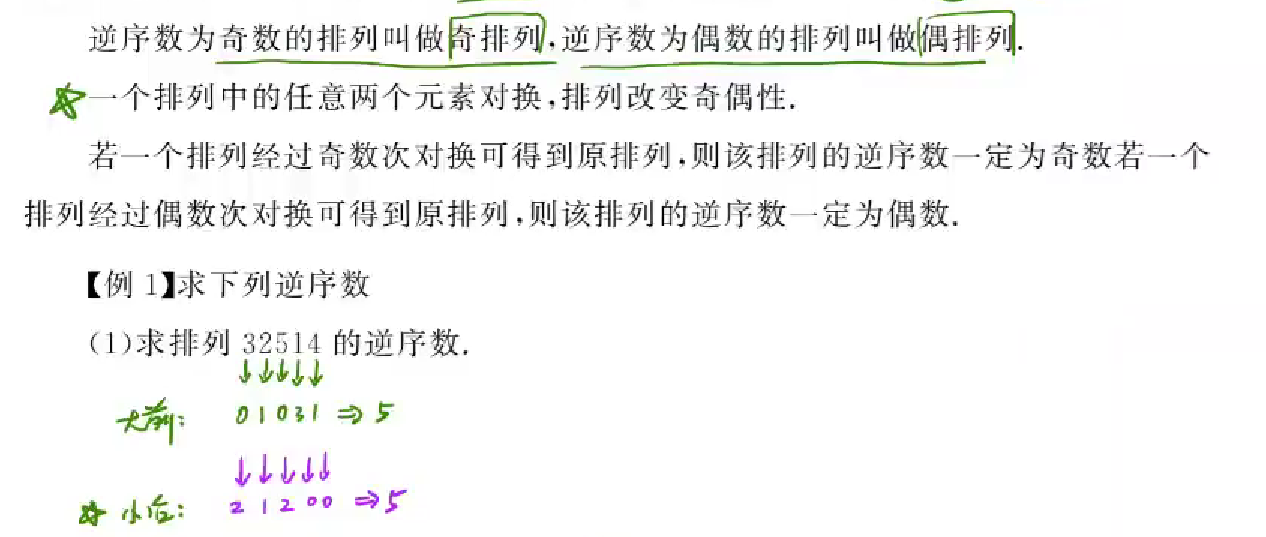 逆序数为奇数的排列叫做奇排列,逆序数为偶数的排列叫做偶排列.
一个排列中的任意两个元素对换,排列改变奇偶性.
若一个排列经过奇数次对换可得到原排列,则该排列的逆序数一定为奇数若一个
排列经过偶数次对换可得到原排列,则该排列的逆序数一定为偶数.
【例 1】求下列逆序数
(1)求排列 32514 的逆序数.
↓↓↓↓↓
大前: 0 1 0 3 1 ⇒ 5
↓↓↓↓↓
小后: 2 1 2 0 0 ⇒ 5